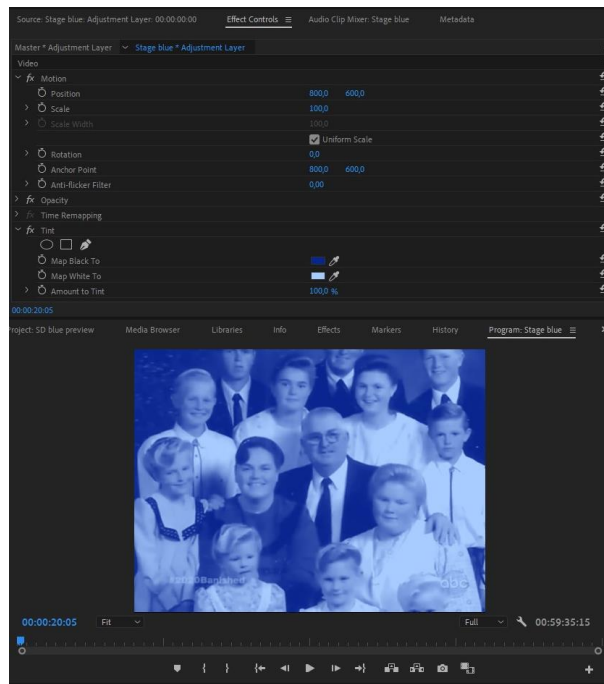 Source: Stage blue: Adjustment Layer: 00:00:00:00 Effect Controls Audio Clip Mixer: Stage blue Metadata
Master * Adjustment Layer Stage blue * Adjustment Layer
Video
fx Motion
Position 800,0 600,0
Scale 100,0
Scale Width 100,0
Uniform Scale
Rotation 0,0
Anchor Point 800,0 600,0
Anti-flicker Filter 0,00
fx Opacity
fx Time Remapping
fx Tint
Map Black To
Map White To
Amount to Tint 100,0 %
00:00:20:05
Project: SD blue preview Media Browser Libraries Info Effects Markers History Program: Stage blue
#2020Banished
abc
00:00:20:05 Fit Full 00:59:35:15